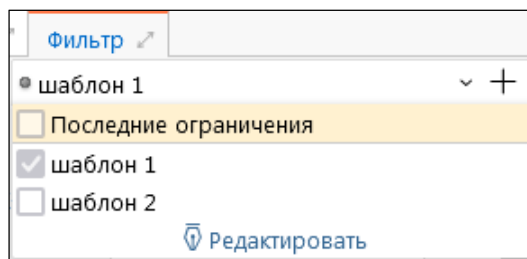 Фильтр
шаблон 1
Последние ограничения
шаблон 1
шаблон 2
Редактировать